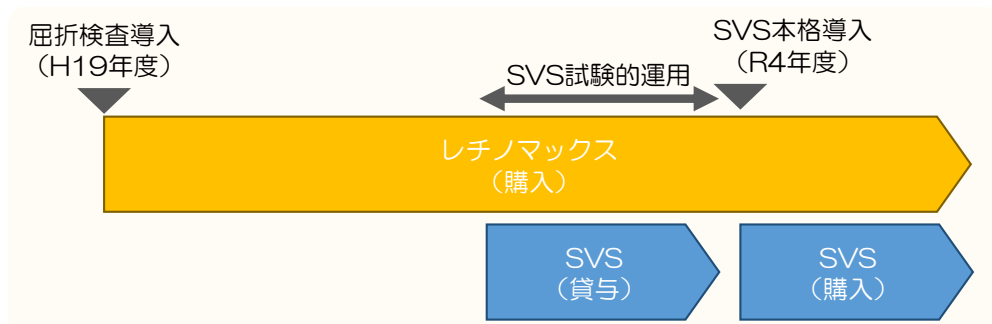 屈折検査導入
（H19年度）
SVS本格導入
（R4年度）
SVS試験的運用
レチノマックス
（購入）
SVS
（貸与）
SVS
（購入）